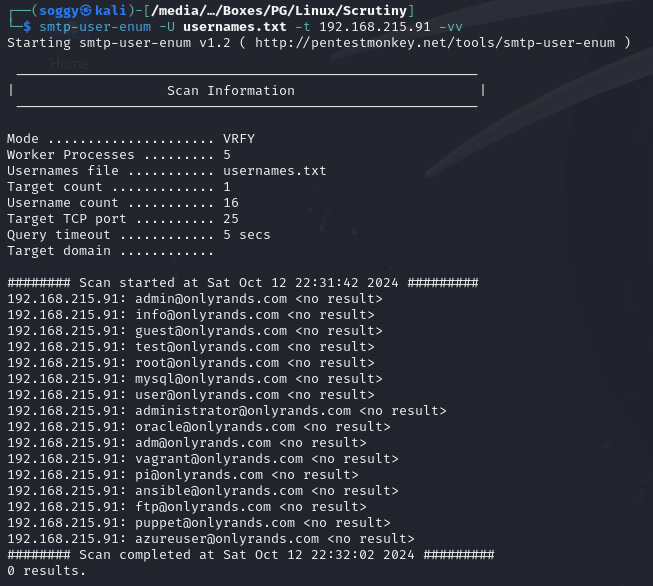 ┌──(soggy㉿kali)-[/media/…/Boxes/PG/Linux/Scrutiny]
└─$ smtp-user-enum -U usernames.txt -t 192.168.215.91 -vv
Starting smtp-user-enum v1.2 ( http://pentestmonkey.net/tools/smtp-user-enum )
Home
 ----------------------------------------------------------
|                   Scan Information                       |
 ----------------------------------------------------------
Mode ..................... VRFY
Worker Processes ......... 5
Usernames file ........... usernames.txt
Target count ............. 1
Username count ........... 16
Target TCP port .......... 25
Query timeout ............ 5 secs
Target domain ............
######## Scan started at Sat Oct 12 22:31:42 2024 #########
192.168.215.91: admin@onlyrands.com <no result>
192.168.215.91: info@onlyrands.com <no result>
192.168.215.91: guest@onlyrands.com <no result>
192.168.215.91: test@onlyrands.com <no result>
192.168.215.91: root@onlyrands.com <no result>
192.168.215.91: mysql@onlyrands.com <no result>
192.168.215.91: user@onlyrands.com <no result>
192.168.215.91: administrator@onlyrands.com <no result>
192.168.215.91: oracle@onlyrands.com <no result>
192.168.215.91: adm@onlyrands.com <no result>
192.168.215.91: vagrant@onlyrands.com <no result>
192.168.215.91: pi@onlyrands.com <no result>
192.168.215.91: ansible@onlyrands.com <no result>
192.168.215.91: ftp@onlyrands.com <no result>
192.168.215.91: puppet@onlyrands.com <no result>
192.168.215.91: azureuser@onlyrands.com <no result>
######## Scan completed at Sat Oct 12 22:32:02 2024 #########
0 results.